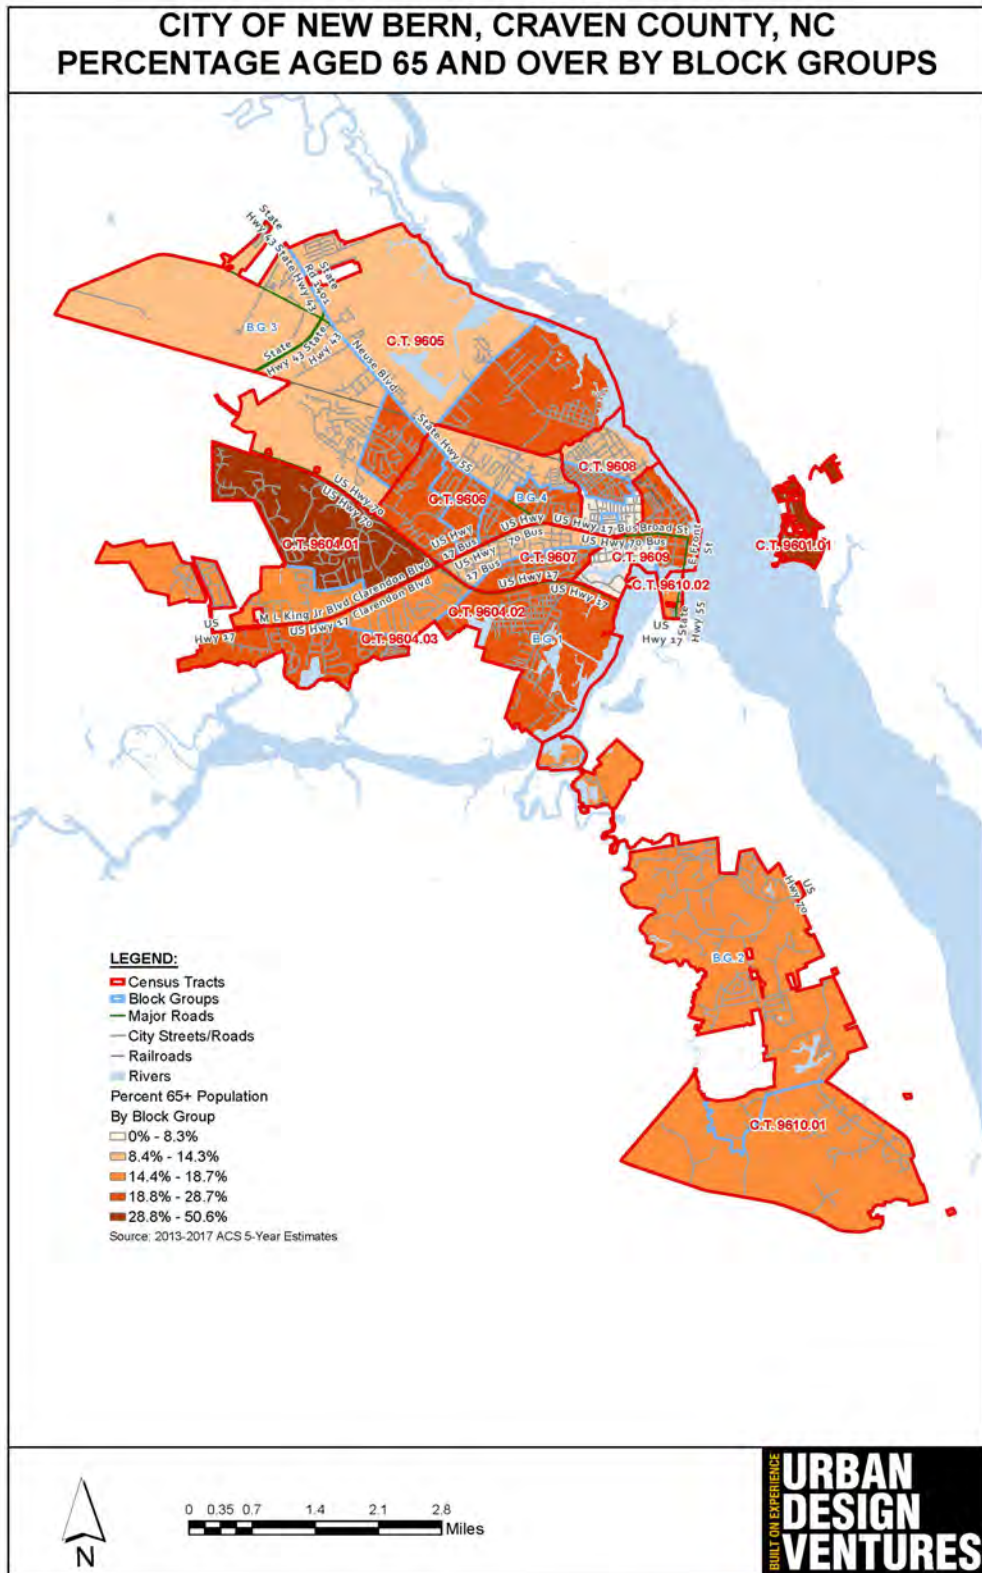 CITY OF NEW BERN, CRAVEN COUNTY, NC
PERCENTAGE AGED 65 AND OVER BY BLOCK GROUPS
State
Hwy 43
State
Hwy 43
State
Rd 1401
B.G. 3
State
Hwy 43
State
Hwy 43
C.T. 9605
Neuse Blvd
State Hwy 55
C.T. 9608
US Hwy 70
US Hwy 70
C.T. 9606
B.G. 4
US Hwy
US Hwy 17 Bus
Broad St
US Hwy
17 Bus
US Hwy 70 Bus
E Front
St
C.T. 9604.01
US Hwy
70 Bus
17 Bus
C.T. 9607
C.T. 9609
C.T. 9601.01
C.T. 9610.02
US Hwy 17
US Hwy 17
M L King Jr Blvd
Clarendon Blvd
US Hwy 17
Clarendon Blvd
C.T. 9604.02
US
Hwy 17
C.T. 9604.03
B.G. 1
US
Hwy 17
State
Hwy 55
US
Hwy 70
B.G. 2
C.T. 9610.01
LEGEND:
Census Tracts
Block Groups
Major Roads
City Streets/Roads
Railroads
Rivers
Percent 65+ Population
By Block Group
0% - 8.3%
8.4% - 14.3%
14.4% - 18.7%
18.8% - 28.7%
28.8% - 50.6%
Source: 2013-2017 ACS 5-Year Estimates
N
0 0.35 0.7 1.4 2.1 2.8
Miles
BUILT ON EXPERIENCE
URBAN
DESIGN
VENTURES